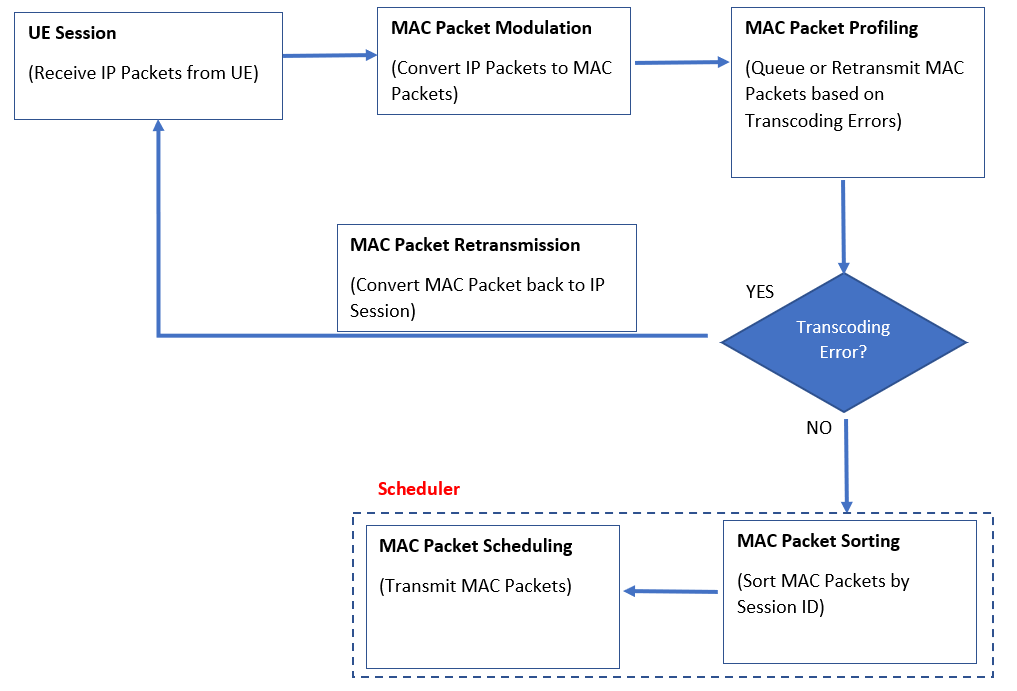 UE Session
(Receive IP Packets from UE)
MAC Packet Modulation
(Convert IP Packets to MAC
Packets)
MAC Packet Profiling
(Queue or Retransmit MAC
Packets based on
Transcoding Errors)
MAC Packet Retransmission
(Convert MAC Packet back to IP
Session)
YES
Transcoding
Error?
NO
Scheduler
MAC Packet Scheduling
(Transmit MAC Packets)
MAC Packet Sorting
(Sort MAC Packets by
Session ID)